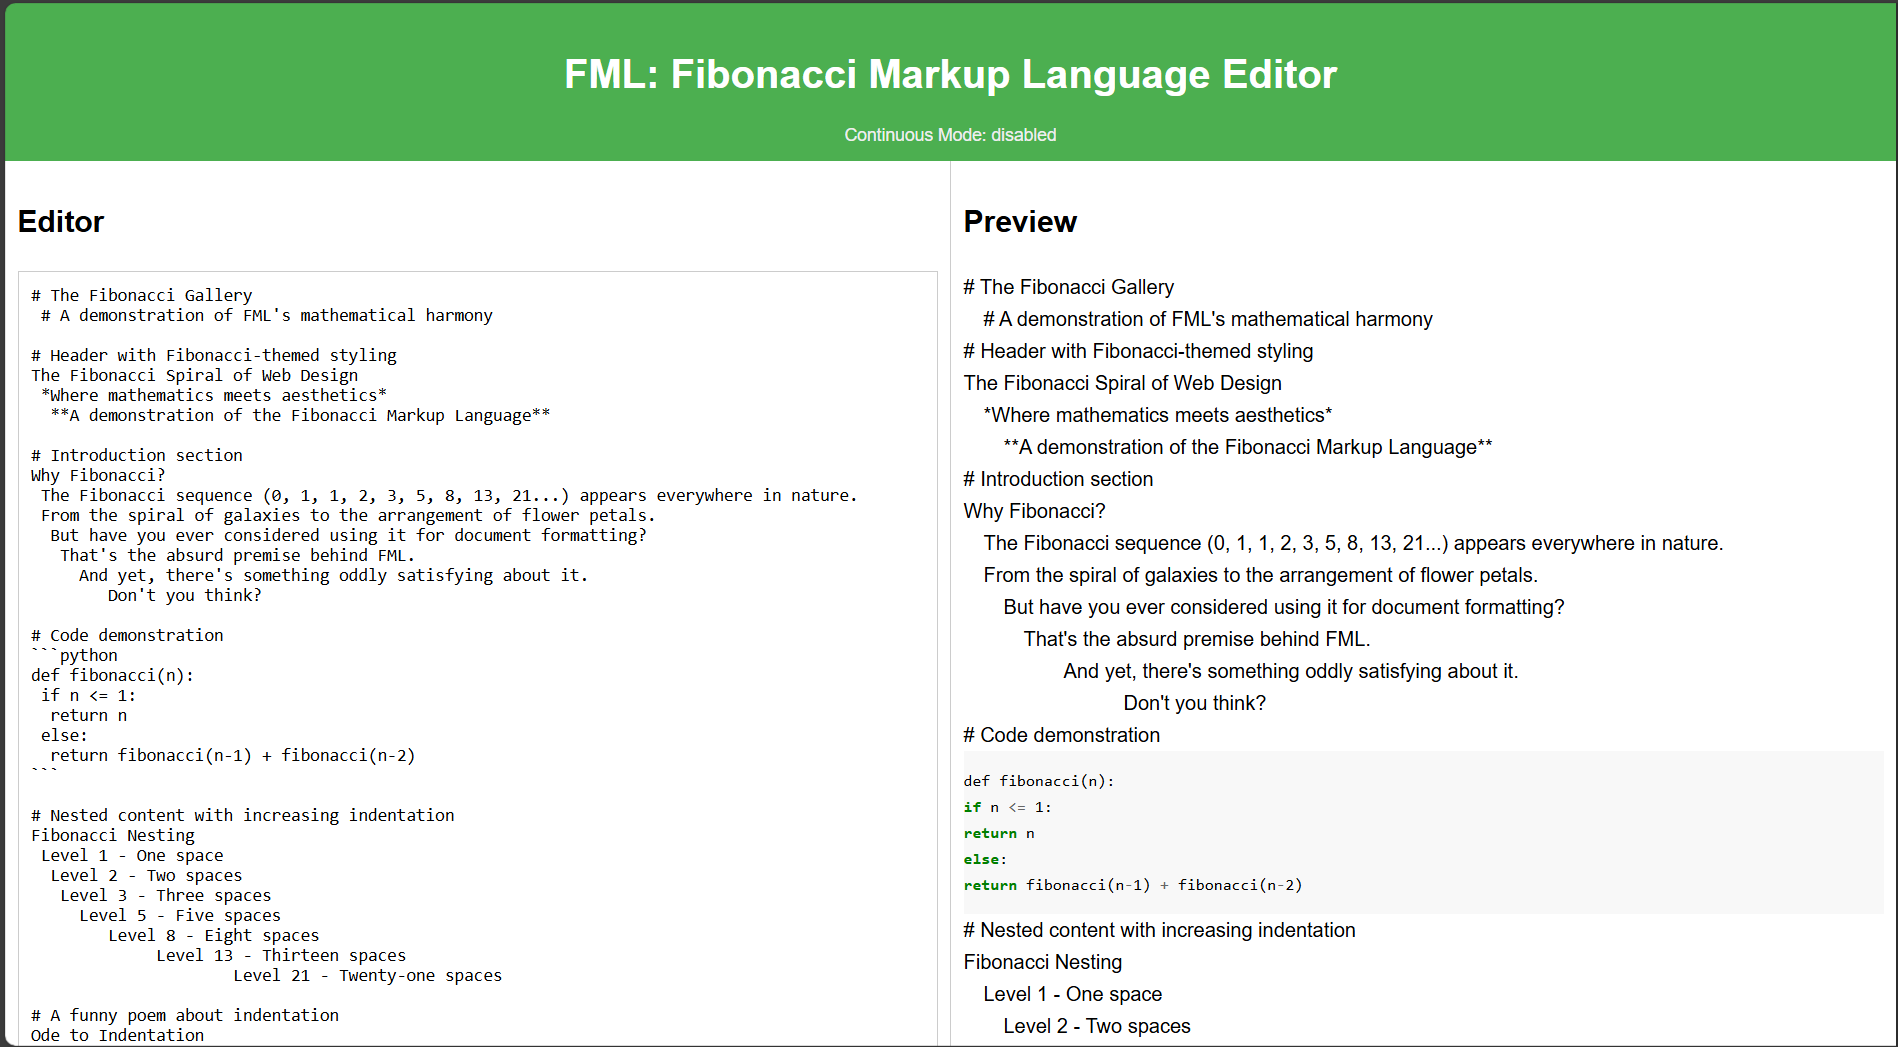 FML: Fibonacci Markup Language Editor
Continuous Mode: disabled
Editor
# The Fibonacci Gallery
 # A demonstration of FML's mathematical harmony
# Header with Fibonacci-themed styling
The Fibonacci Spiral of Web Design
 *Where mathematics meets aesthetics*
  **A demonstration of the Fibonacci Markup Language**
# Introduction section
Why Fibonacci?
 The Fibonacci sequence (0, 1, 1, 2, 3, 5, 8, 13, 21...) appears everywhere in nature.
 From the spiral of galaxies to the arrangement of flower petals.
  But have you ever considered using it for document formatting?
   That's the absurd premise behind FML.
     And yet, there's something oddly satisfying about it.
        Don't you think?
# Code demonstration
```python
def fibonacci(n):
 if n <= 1:
  return n
 else:
  return fibonacci(n-1) + fibonacci(n-2)
```
# Nested content with increasing indentation
Fibonacci Nesting
 Level 1 - One space
  Level 2 - Two spaces
   Level 3 - Three spaces
     Level 5 - Five spaces
        Level 8 - Eight spaces
             Level 13 - Thirteen spaces
                     Level 21 - Twenty-one spaces
# A funny poem about indentation
Ode to Indentation
Preview
# The Fibonacci Gallery
 # A demonstration of FML's mathematical harmony
# Header with Fibonacci-themed styling
The Fibonacci Spiral of Web Design
 *Where mathematics meets aesthetics*
  **A demonstration of the Fibonacci Markup Language**
# Introduction section
Why Fibonacci?
 The Fibonacci sequence (0, 1, 1, 2, 3, 5, 8, 13, 21...) appears everywhere in nature.
 From the spiral of galaxies to the arrangement of flower petals.
  But have you ever considered using it for document formatting?
   That's the absurd premise behind FML.
     And yet, there's something oddly satisfying about it.
        Don't you think?
# Code demonstration
def fibonacci(n):
if n <= 1:
return n
else:
return fibonacci(n-1) + fibonacci(n-2)
# Nested content with increasing indentation
Fibonacci Nesting
 Level 1 - One space
  Level 2 - Two spaces